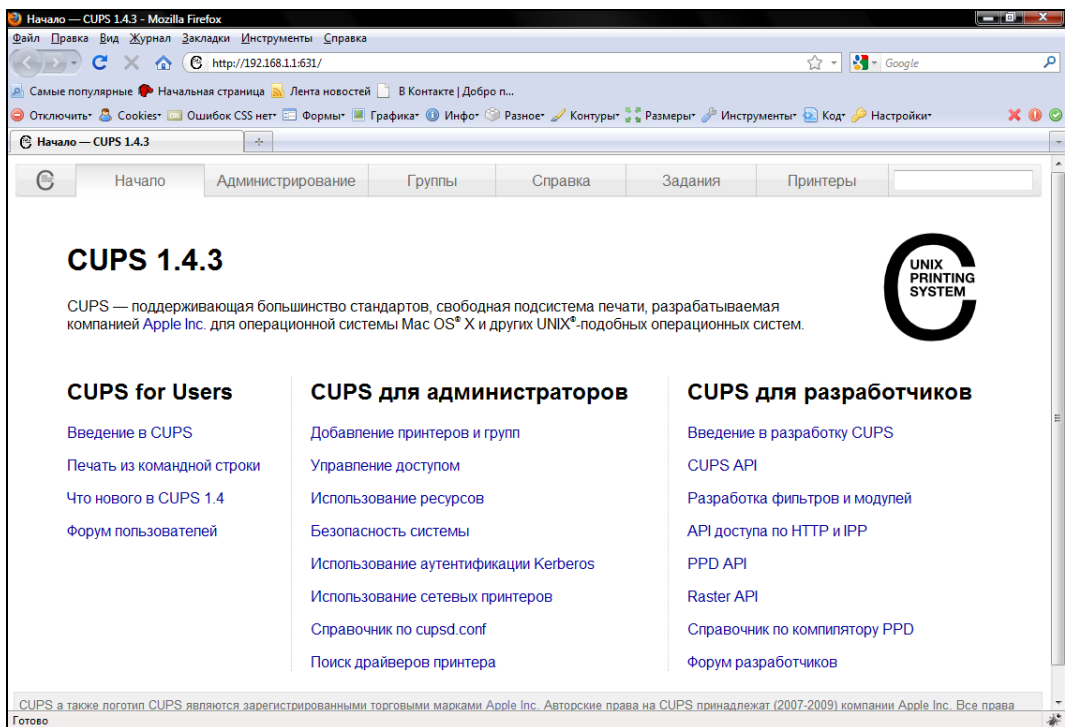 Начало — CUPS 1.4.3 - Mozilla Firefox
Файл Правка Вид Журнал Закладки Инструменты Справка
http://192.168.1.1:631/ Google
Самые популярные Начальная страница Лента новостей В Контакте | Добро п...
Отключить Cookies Ошибок CSS нет Формы Графика Инфо Разное Контуры Размеры Инструменты Код Настройки
Начало — CUPS 1.4.3
Начало Администрирование Группы Справка Задания Принтеры
CUPS 1.4.3
UNIX
PRINTING
SYSTEM
CUPS — поддерживающая большинство стандартов, свободная подсистема печати, разрабатываемая
компанией Apple Inc. для операционной системы Mac OS® X и других UNIX®-подобных операционных систем.
CUPS for Users
Введение в CUPS
Печать из командной строки
Что нового в CUPS 1.4
Форум пользователей
CUPS для администраторов
Добавление принтеров и групп
Управление доступом
Использование ресурсов
Безопасность системы
Использование аутентификации Kerberos
Использование сетевых принтеров
Справочник по cupsd.conf
Поиск драйверов принтера
CUPS для разработчиков
Введение в разработку CUPS
CUPS API
Разработка фильтров и модулей
API доступа по HTTP и IPP
PPD API
Raster API
Справочник по компилятору PPD
Форум разработчиков
CUPS а также логотип CUPS являются зарегистрированными торговыми марками Apple Inc. Авторские права на CUPS принадлежат (2007-2009) компании Apple Inc. Все права
Готово